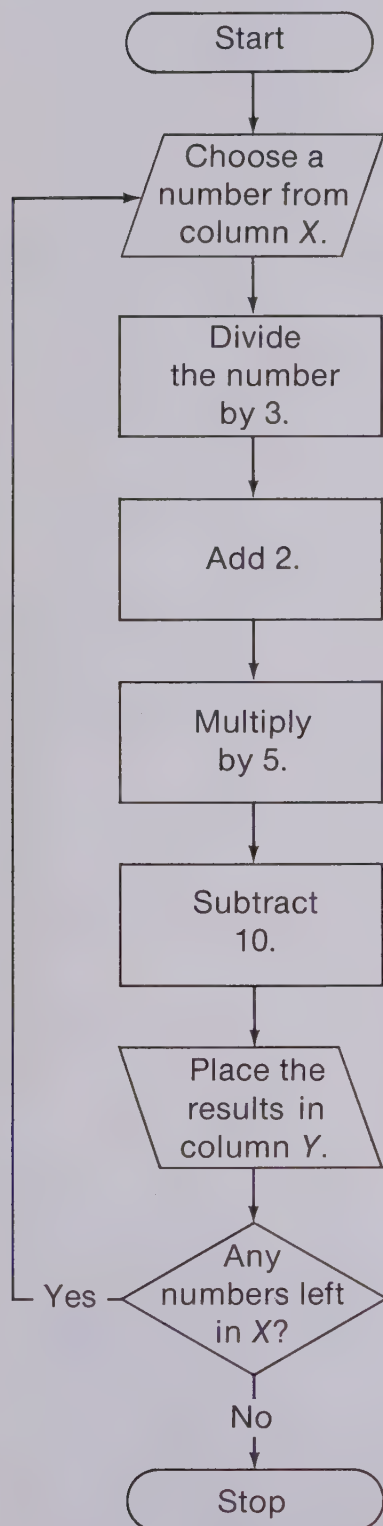 Start
Choose a
number from
column X.
Divide
the number
by 3.
Add 2.
Multiply
by 5.
Subtract
10.
Place the
results in
column Y.
Any
numbers left
in X?
Yes
No
Stop